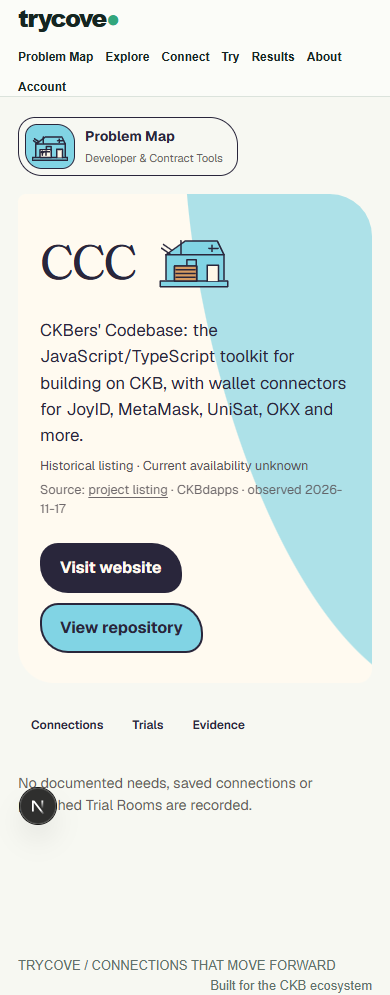 trycove
Problem Map Explore Connect Try Results About
Account
Problem Map
Developer & Contract Tools
CCC
CKBers' Codebase: the
JavaScript/TypeScript toolkit for
building on CKB, with wallet connectors
for JoyID, MetaMask, UniSat, OKX and
more.
Historical listing · Current availability unknown
Source: project listing · CKBdapps · observed 2026-
11-17
Visit website
View repository
Connections Trials Evidence
No documented needs, saved connections or
N hed Trial Rooms are recorded.
TRYCOVE / CONNECTIONS THAT MOVE FORWARD
Built for the CKB ecosystem